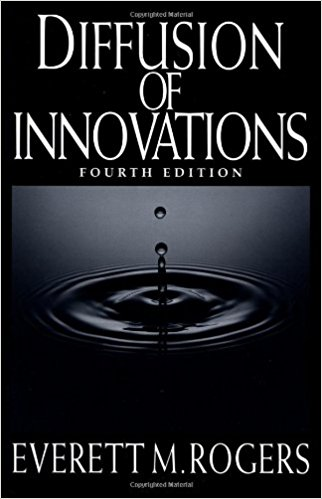 DIFFUSION
OF
INNOVATIONS
FOURTH EDITION
EVERETT M. ROGERS